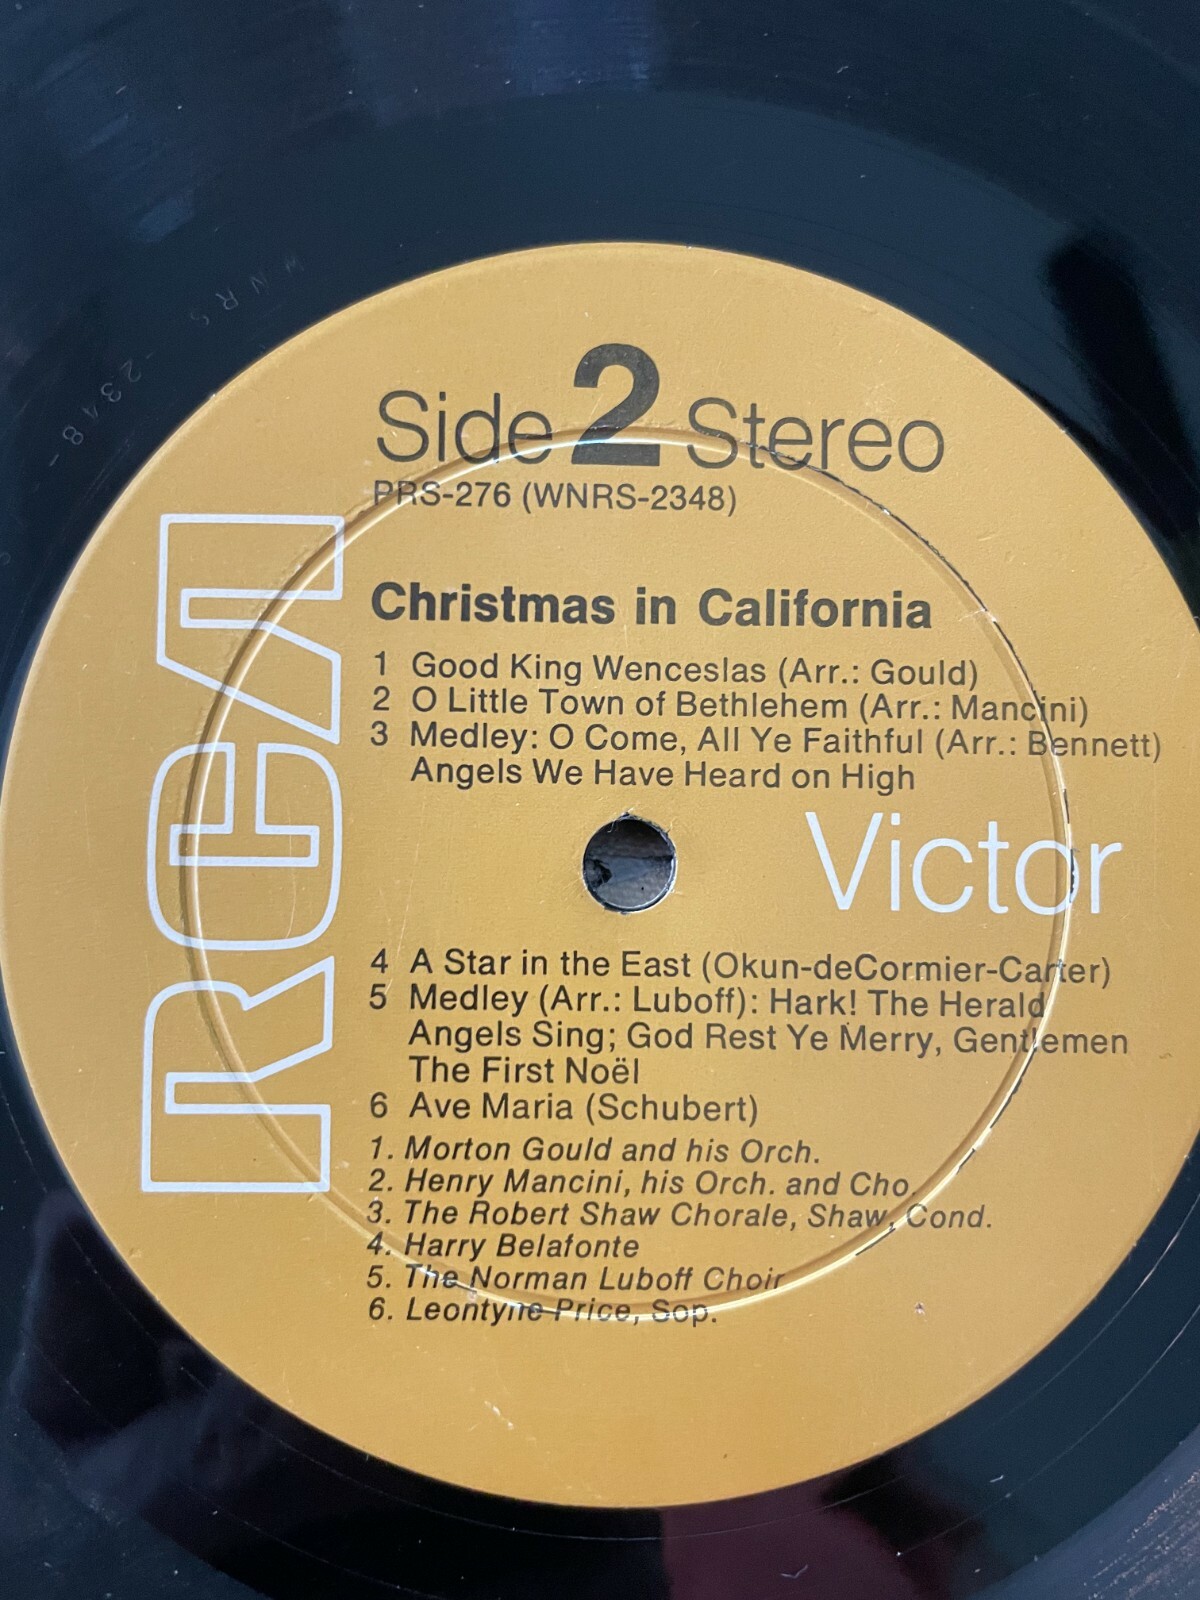 Side 2 Stereo
PRS-276 (WNRS-2348)
Christmas in California
1 Good King Wenceslas (Arr.: Gould)
2 O Little Town of Bethlehem (Arr.: Mancini)
3 Medley: O Come, All Ye Faithful (Arr.: Bennett)
Angels We Have Heard on High
RCA
Victor
4 A Star in the East (Okun-deCormier-Carter)
5 Medley (Arr.: Luboff): Hark! The Herald
Angels Sing; God Rest Ye Merry, Gentlemen
The First Noël
6 Ave Maria (Schubert)
1. Morton Gould and his Orch.
2. Henry Mancini, his Orch. and Cho.
3. The Robert Shaw Chorale, Shaw, Cond.
4. Harry Belafonte
5. The Norman Luboff Choir
6. Leontyne Price, Sop.
WNRS-2348-